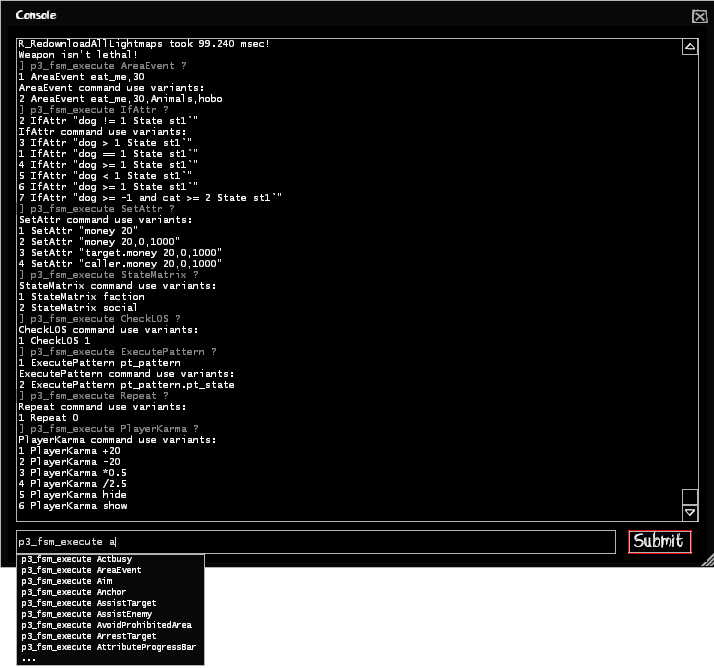 Console
R_RedownloadAllLightmaps took 99.240 msec!
Weapon isn't lethal!
] p3_fsm_execute AreaEvent ?
1 AreaEvent eat_me,30
AreaEvent command use variants:
2 AreaEvent eat_me,30,Animals,hobo
] p3_fsm_execute IfAttr ?
2 IfAttr "dog != 1 State st1`"
IfAttr command use variants:
3 IfAttr "dog > 1 State st1`"
1 IfAttr "dog == 1 State st1`"
4 IfAttr "dog >= 1 State st1`"
5 IfAttr "dog < 1 State st1`"
6 IfAttr "dog >= 1 State st1`"
7 IfAttr "dog >= -1 and cat >= 2 State st1`"
] p3_fsm_execute SetAttr ?
SetAttr command use variants:
1 SetAttr "money 20"
2 SetAttr "money 20,0,1000"
3 SetAttr "target.money 20,0,1000"
4 SetAttr "caller.money 20,0,1000"
] p3_fsm_execute StateMatrix ?
StateMatrix command use variants:
1 StateMatrix faction
2 StateMatrix social
] p3_fsm_execute CheckLOS ?
CheckLOS command use variants:
1 CheckLOS 1
] p3_fsm_execute ExecutePattern ?
1 ExecutePattern pt_pattern
ExecutePattern command use variants:
2 ExecutePattern pt_pattern.pt_state
] p3_fsm_execute Repeat ?
Repeat command use variants:
1 Repeat 0
] p3_fsm_execute PlayerKarma ?
PlayerKarma command use variants:
1 PlayerKarma +20
2 PlayerKarma -20
3 PlayerKarma *0.5
4 PlayerKarma /2.5
5 PlayerKarma hide
6 PlayerKarma show
p3_fsm_execute a
Submit
p3_fsm_execute Actbusy
p3_fsm_execute AreaEvent
p3_fsm_execute Aim
p3_fsm_execute Anchor
p3_fsm_execute AssistTarget
p3_fsm_execute AssistEnemy
p3_fsm_execute AvoidProhibitedArea
p3_fsm_execute ArrestTarget
p3_fsm_execute AttributeProgressBar
...